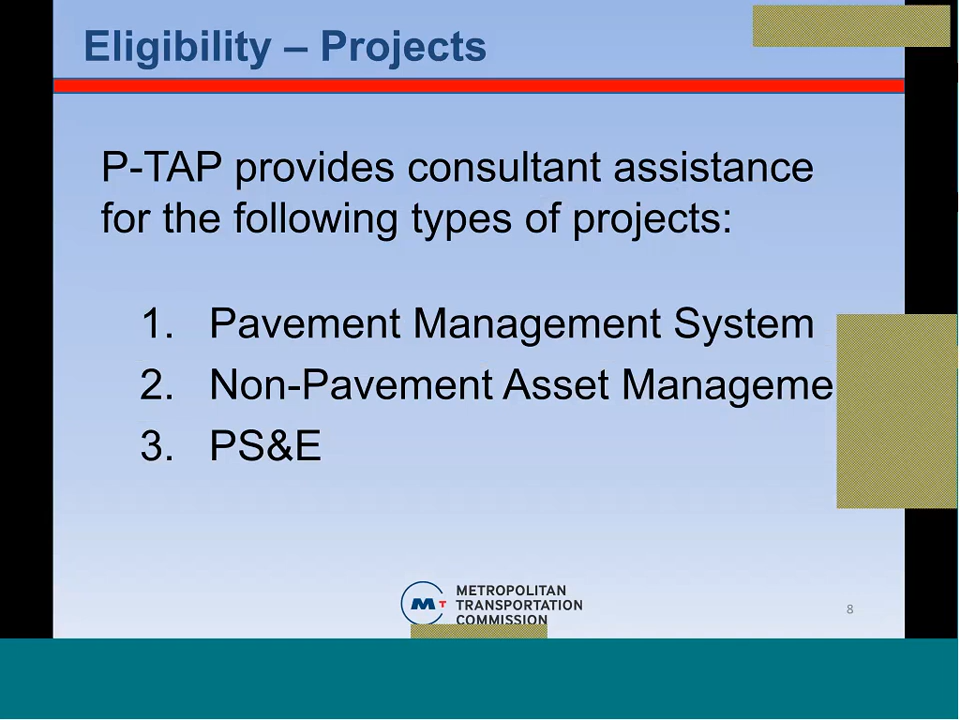 Eligibility – Projects
P-TAP provides consultant assistance
for the following types of projects:
1. Pavement Management System
2. Non-Pavement Asset Manageme
3. PS&E
MT
METROPOLITAN
TRANSPORTATION
COMMISSION
8